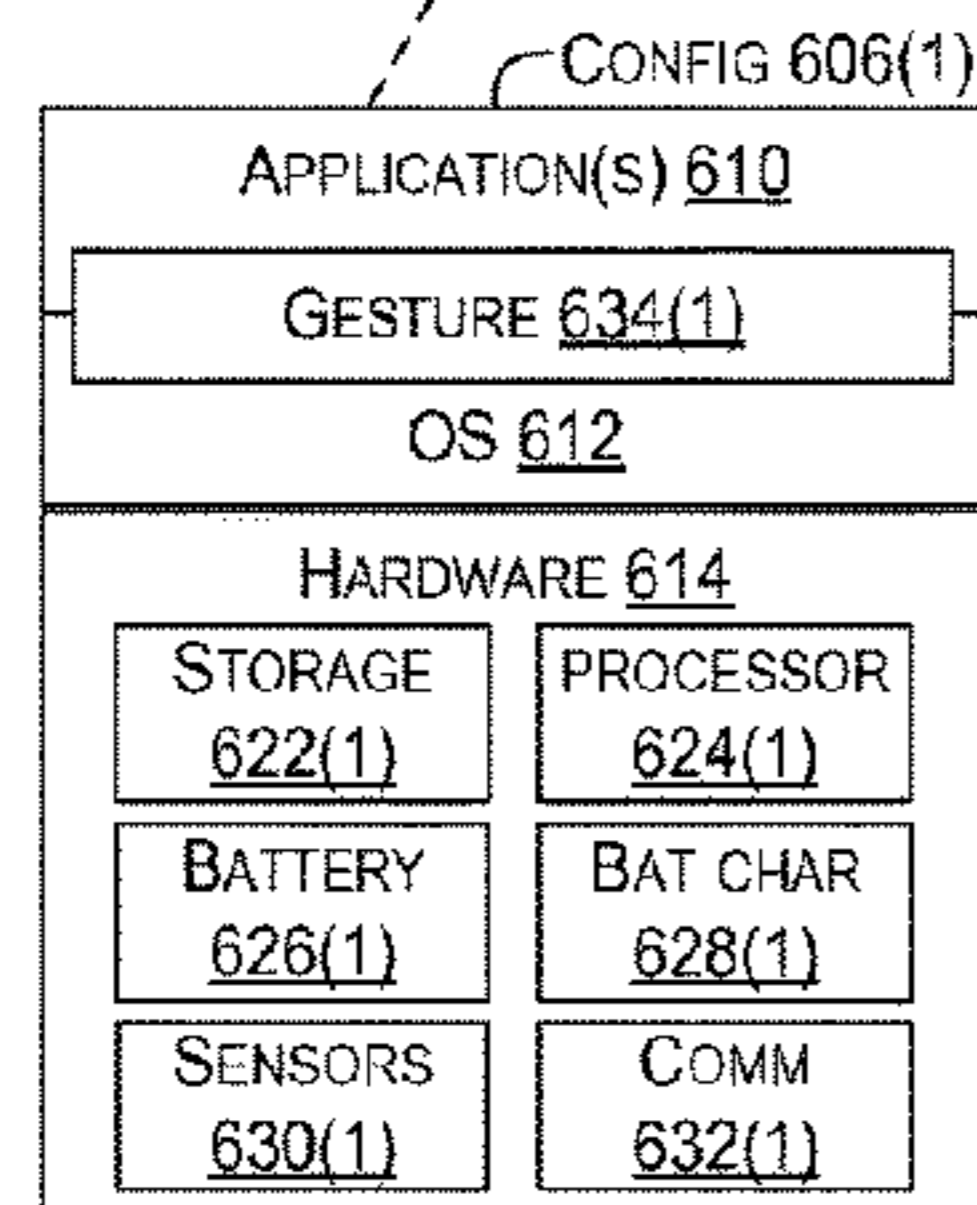 CONFIG 606(1)
APPLICATION(S) 610
GESTURE 634(1)
OS 612
HARDWARE 614
STORAGE
622(1)
PROCESSOR
624(1)
BATTERY
626(1)
BAT CHAR
628(1)
SENSORS
630(1)
COMM
632(1)